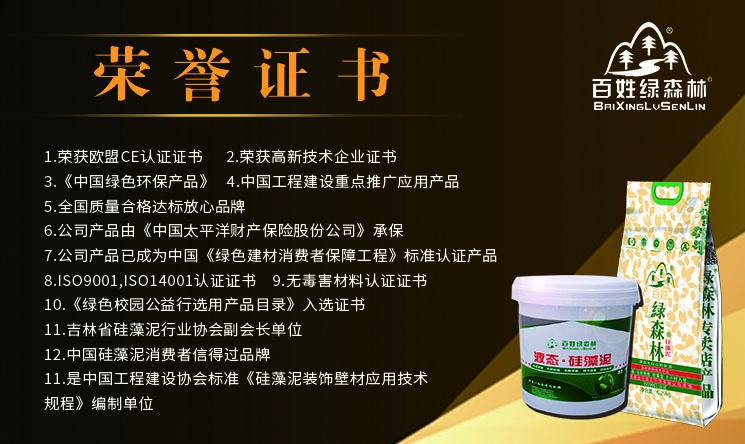 荣誉证书
百姓绿森林
BAIXINGLVSENLIN
1.荣获欧盟CE认证证书 2.荣获高新技术企业证书
3.《中国绿色环保产品》 4.中国工程建设重点推广应用产品
5.全国质量合格达标放心品牌
6.公司产品由《中国太平洋财产保险股份公司》承保
7.公司产品已成为中国《绿色建材消费者保障工程》标准认证产品
8.ISO9001,ISO14001认证证书 9.无毒害材料认证证书
10.《绿色校园公益行选用产品目录》入选证书
11.吉林省硅藻泥行业协会副会长单位
12.中国硅藻泥消费者信得过品牌
11.是中国工程建设协会标准《硅藻泥装饰壁材应用技术
规程》编制单位
百姓绿森林
液态·硅藻泥
百姓
绿森林
硅藻泥
绿森林专卖店产品